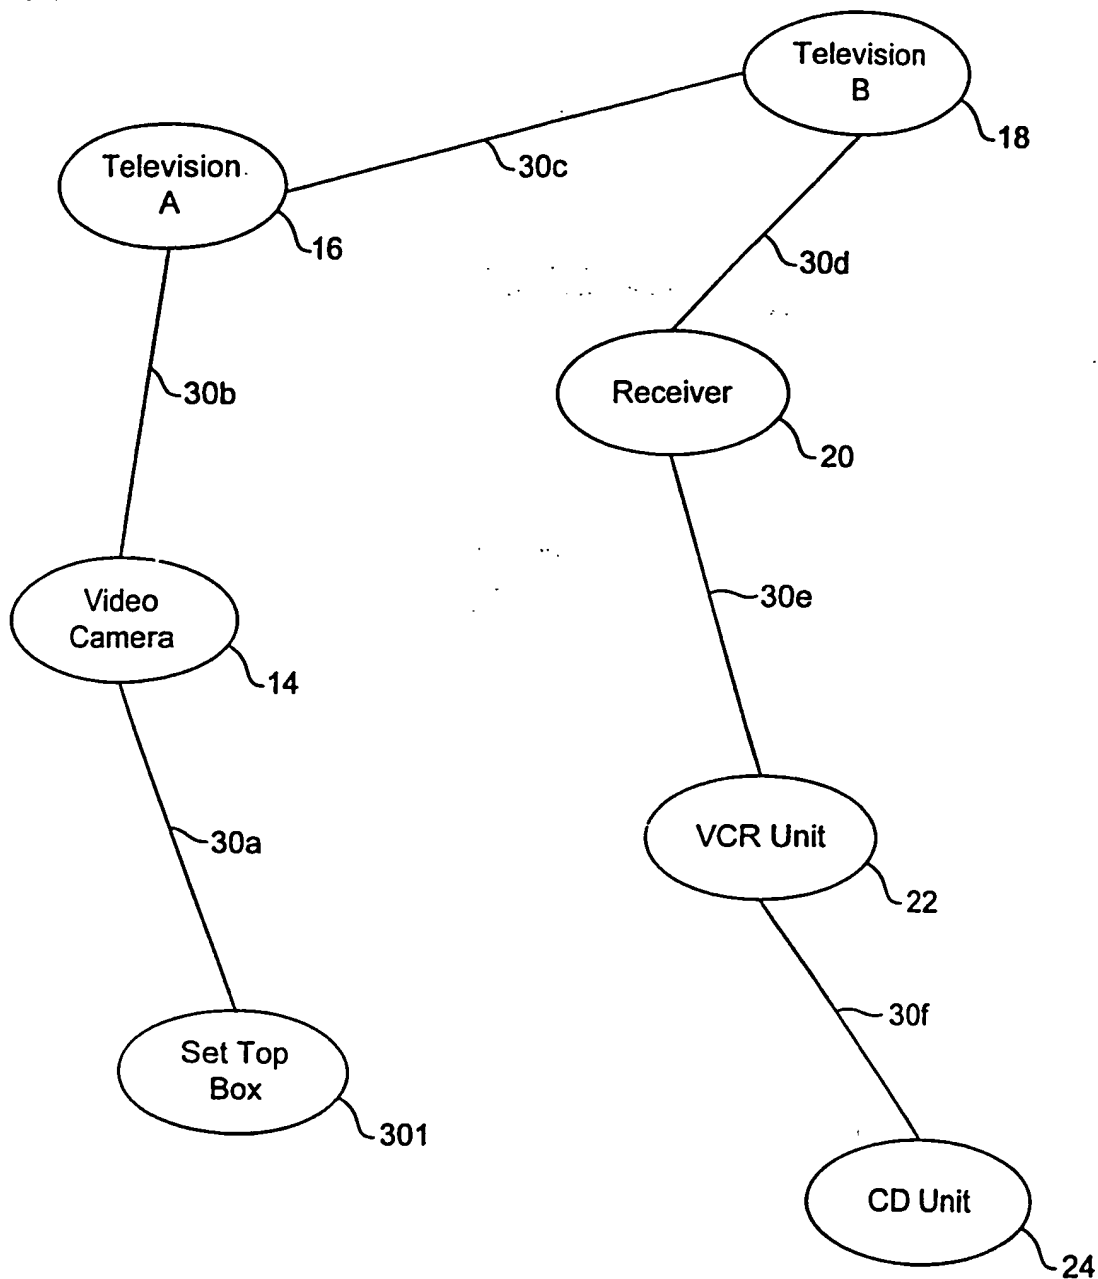 Television
B
18
30c
Television
A
16
30d
30b
Receiver
20
30e
Video
Camera
14
30a
VCR Unit
22
30f
Set Top
Box
301
CD Unit
24